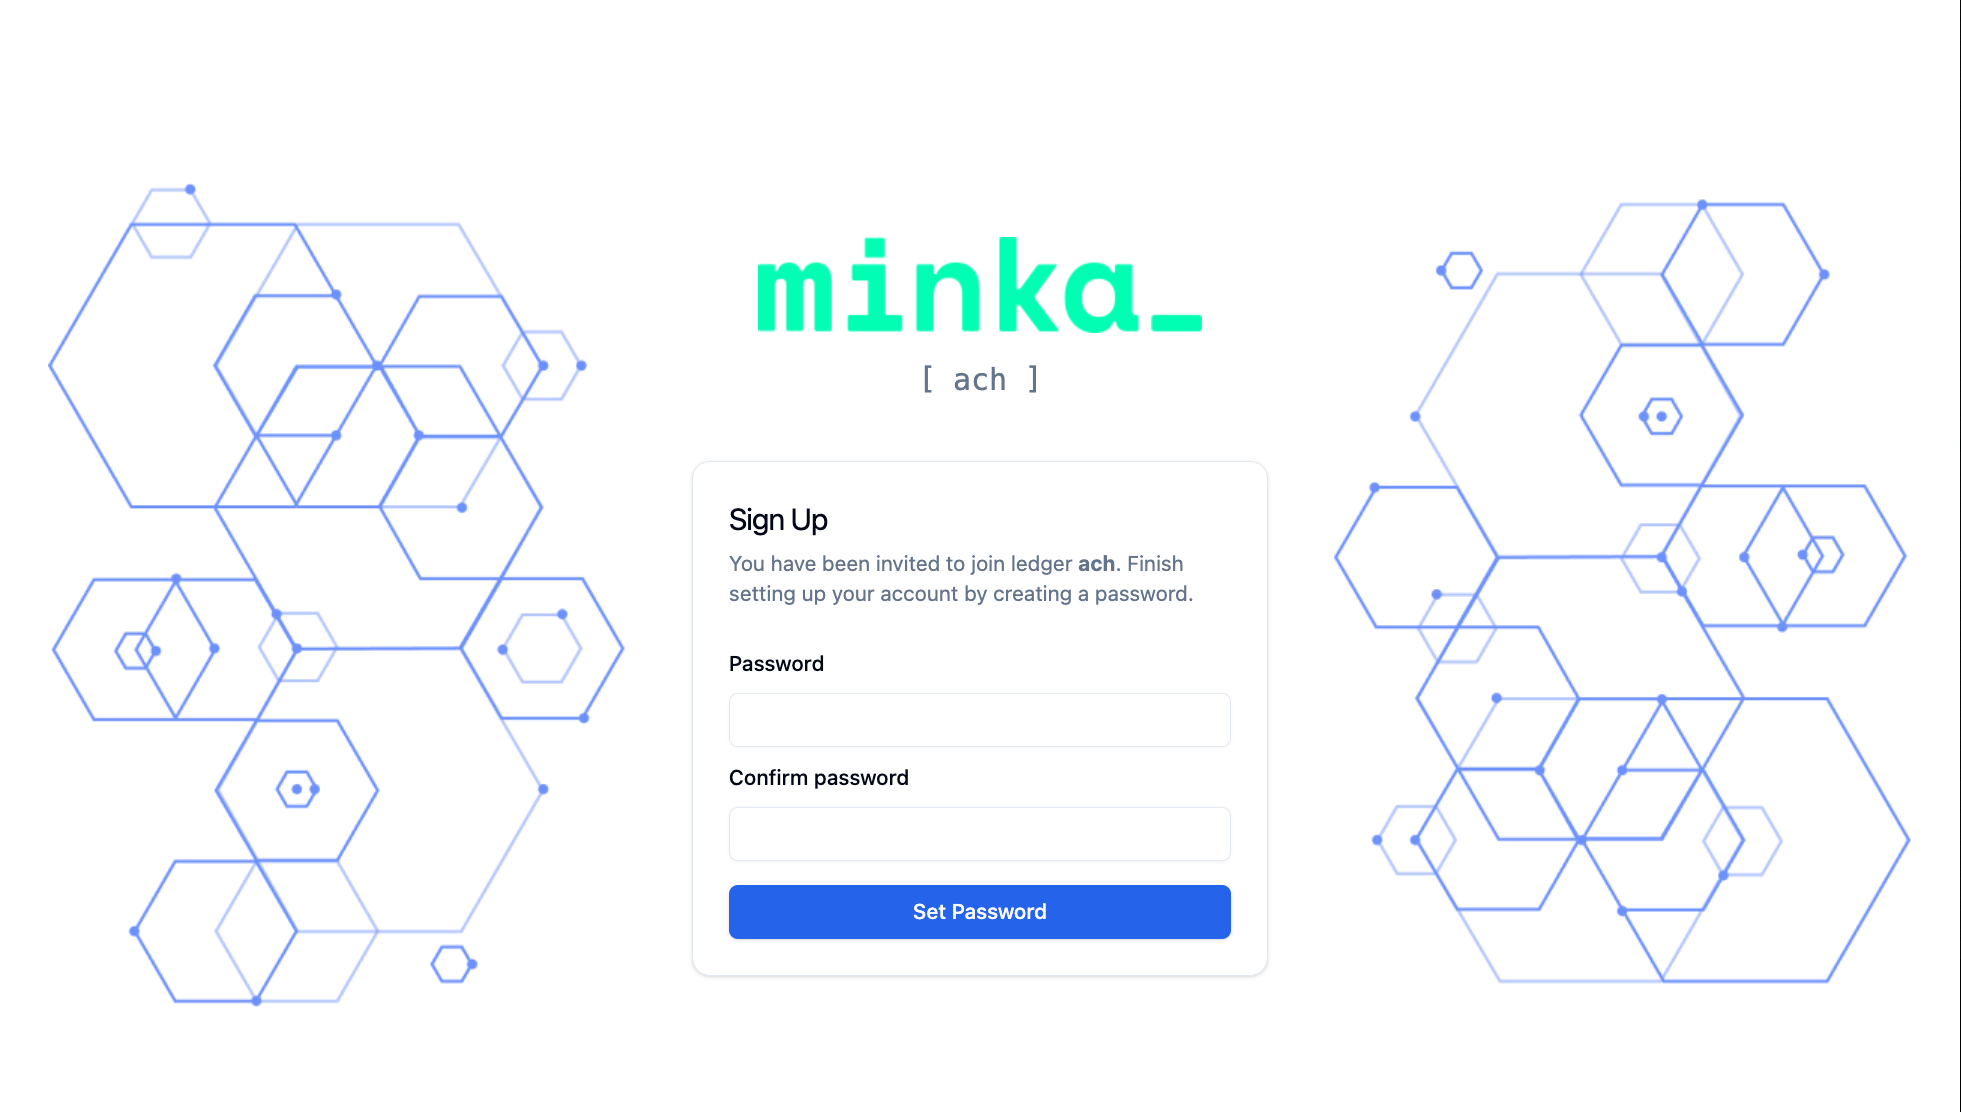 minka_
[ ach ]
Sign Up
You have been invited to join ledger ach. Finish
setting up your account by creating a password.
Password
Confirm password
Set Password